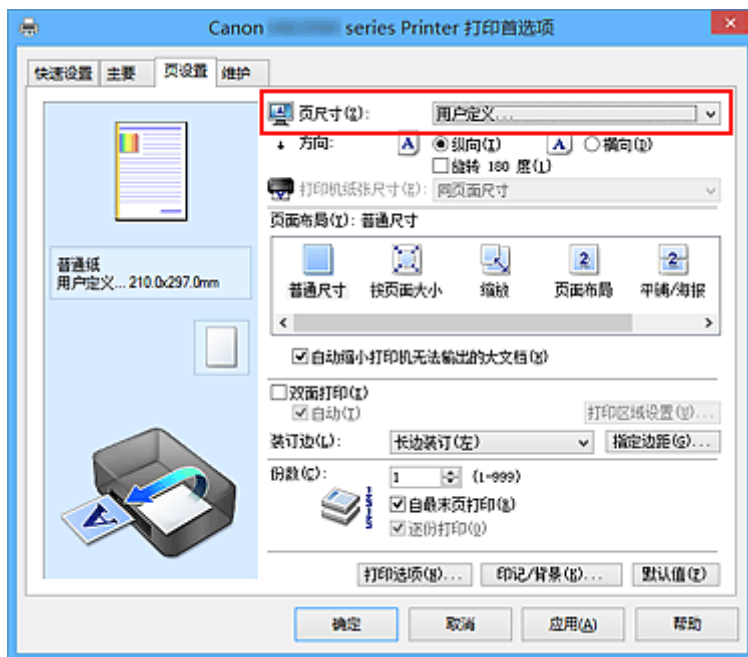 Canon series Printer 打印首选项
快速设置 主要 页设置 维护
页尺寸(Z): 用户定义...
方向: A 纵向(I) A 横向(D)
旋转 180 度(L)
打印机纸张尺寸(E): 同页面尺寸
页面布局(Y): 普通尺寸
普通尺寸 按页面大小 缩放 页面布局 平铺/海报
普通纸
用户定义... 210.0x297.0mm
自动缩小打印机无法输出的大文档(X)
双面打印(X)
自动(T) 打印区域设置(U)...
装订边(L): 长边装订(左) 指定边距(G)...
份数(C): 1 (1-999)
自最末页打印(R)
逐份打印(O)
打印选项(N)... 印记/背景(K)... 默认值(F)
确定 取消 应用(A) 帮助